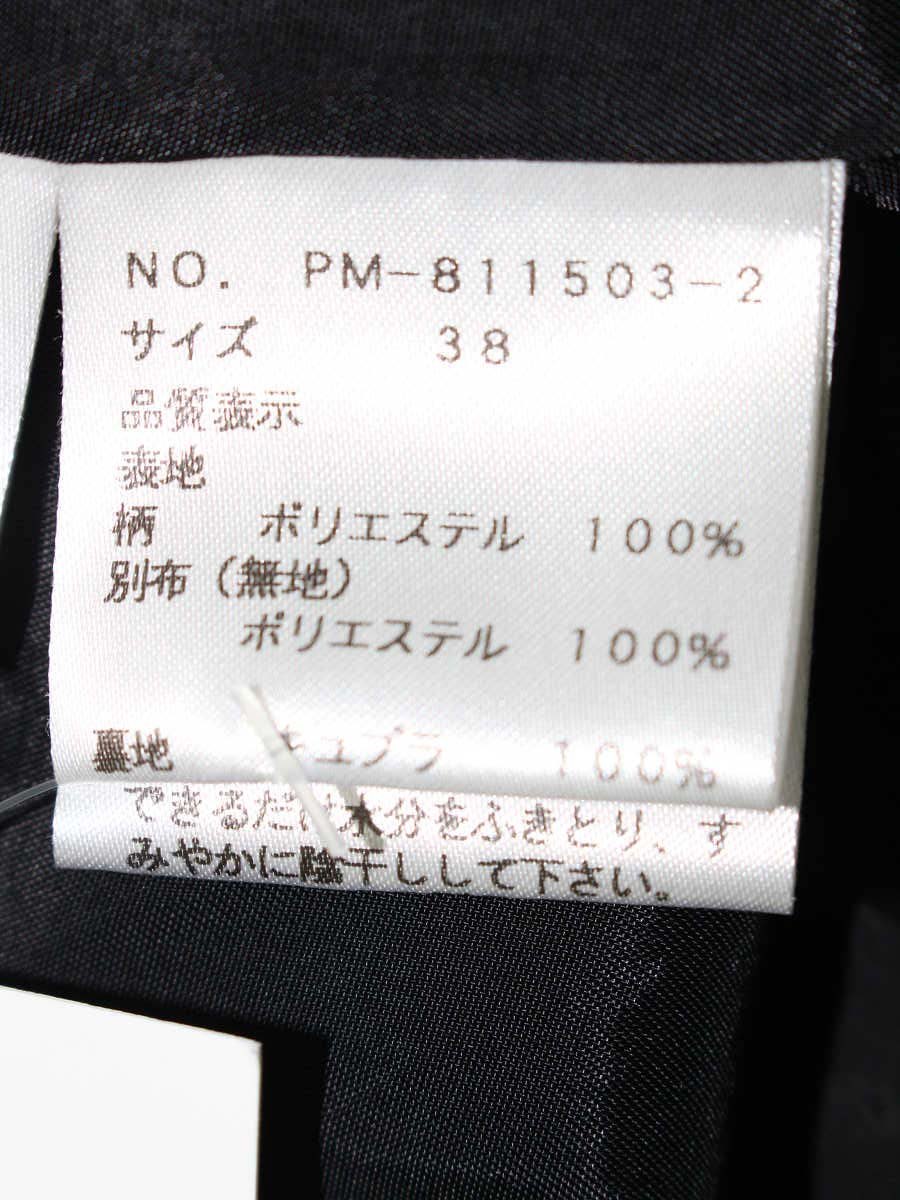 NO. PM-811503-2
サイズ 38
品質表示
表地
柄 ポリエステル 100%
別布(無地)
ポリエステル 100%
裏地 キュプラ 100%
できるだけ水分をふきとり、す
みやかに陰干しして下さい。